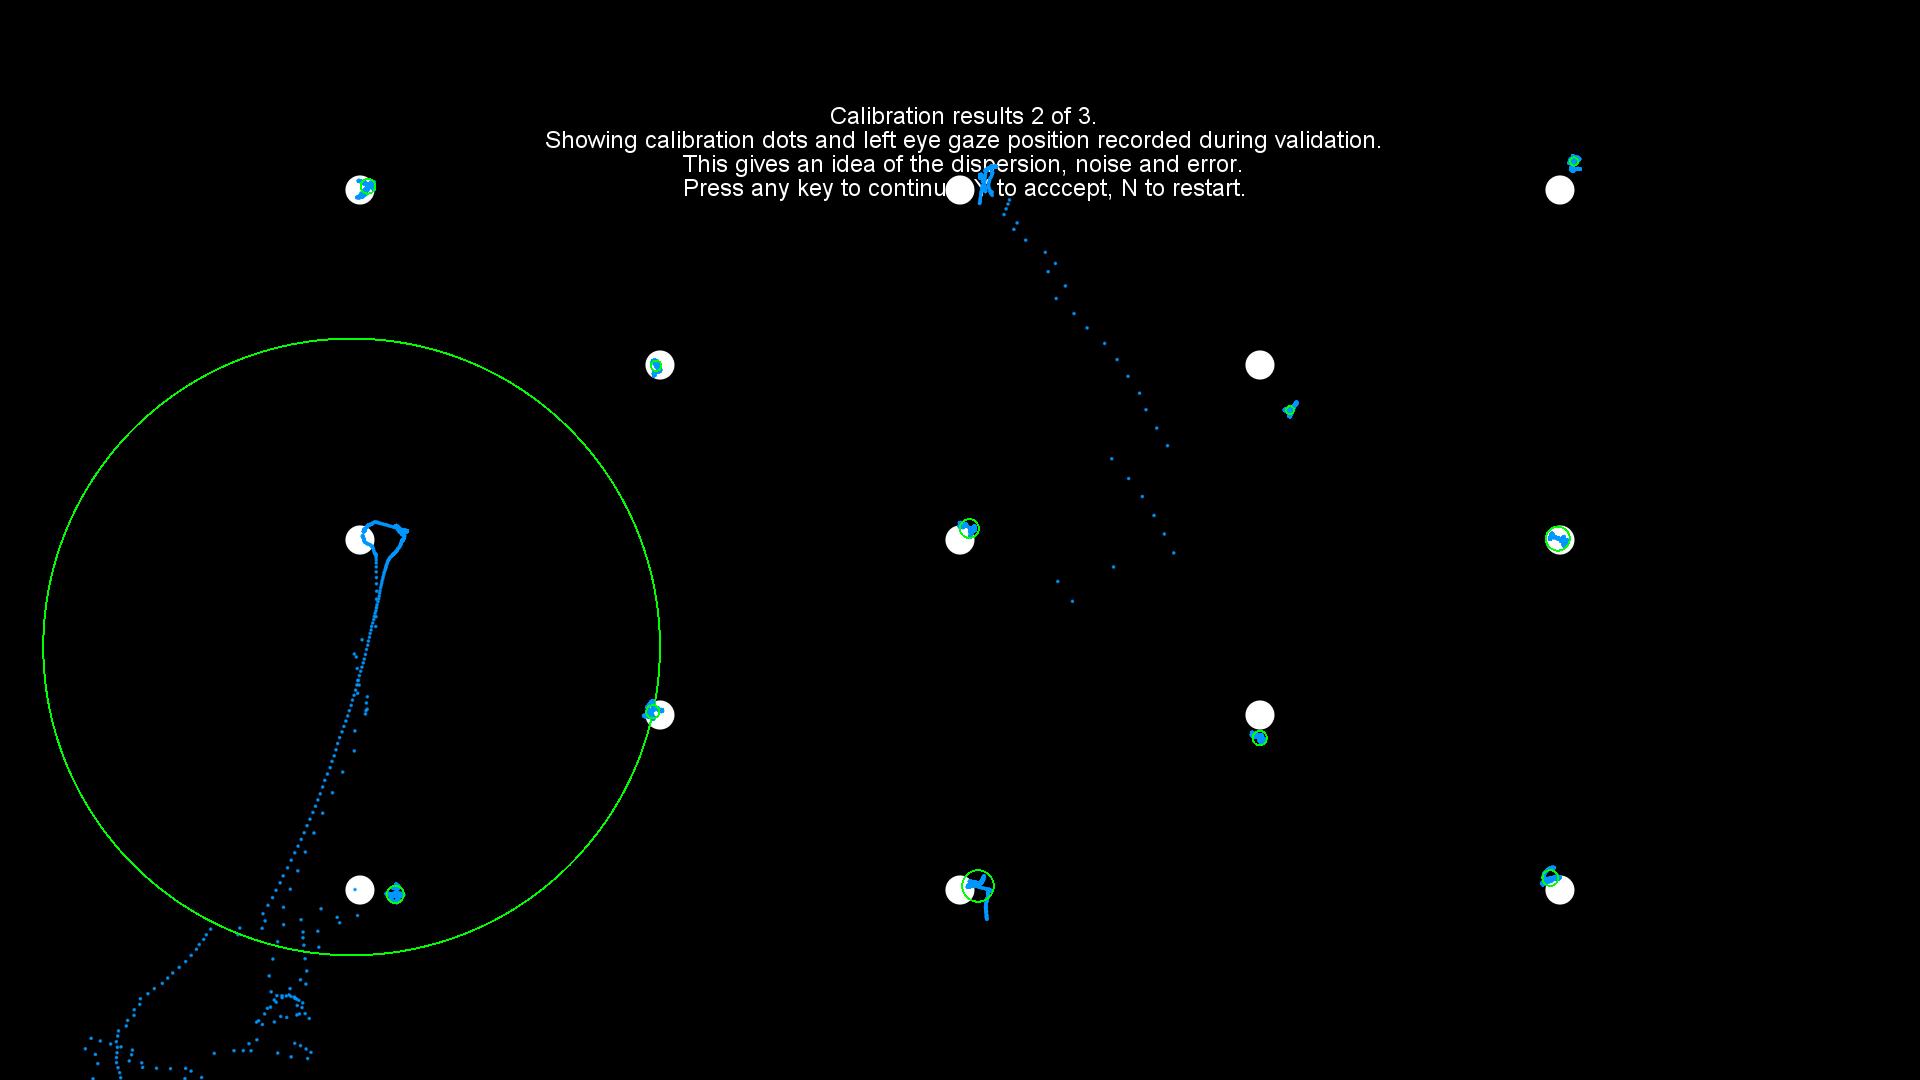 Calibration results 2 of 3.
Showing calibration dots and left eye gaze position recorded during validation.
This gives an idea of the dispersion, noise and error.
Press any key to continu Y to acccept, N to restart.